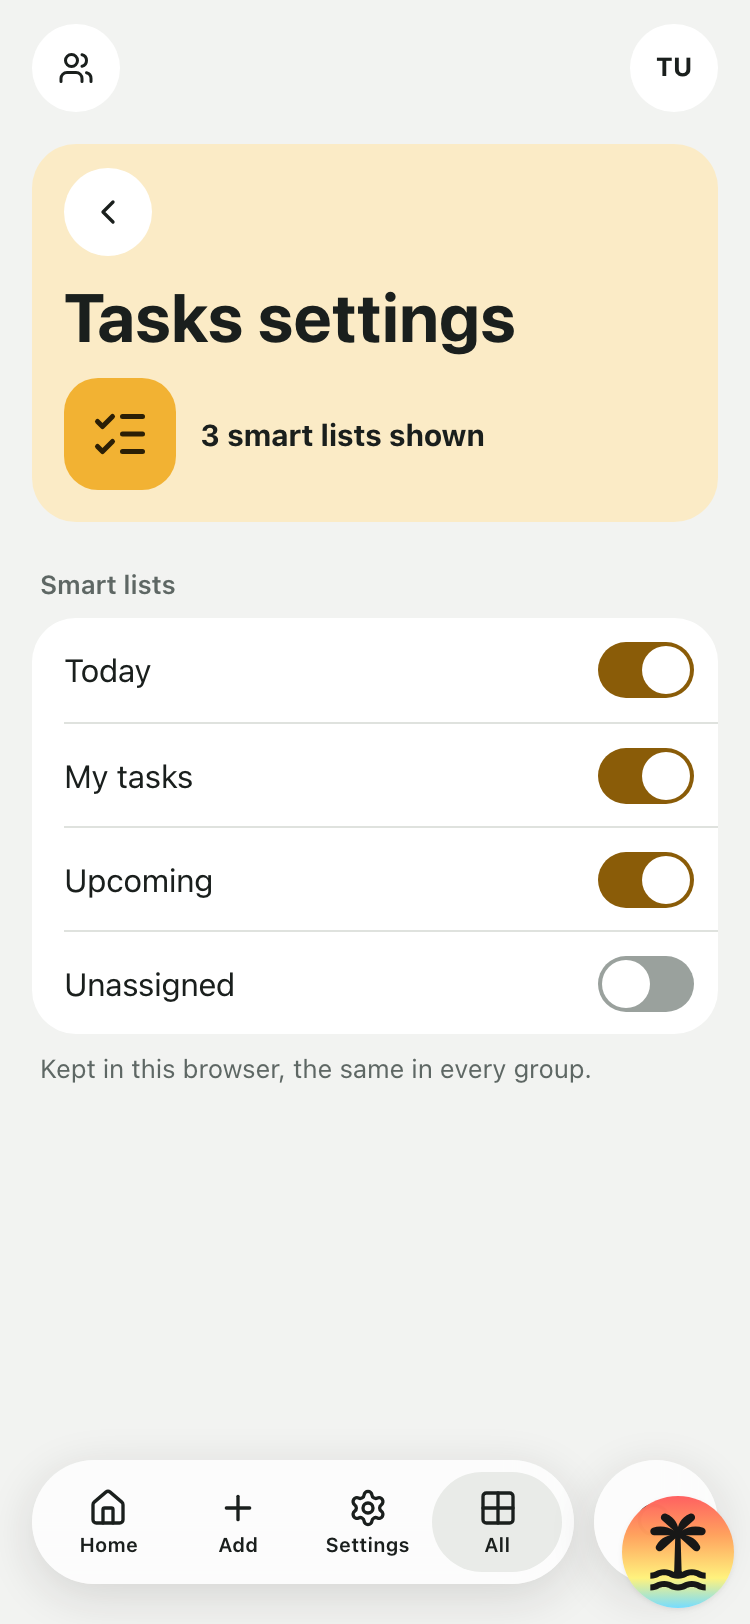 TU
Tasks settings
3 smart lists shown
Smart lists
Today
My tasks
Upcoming
Unassigned
Kept in this browser, the same in every group.
Home
Add
Settings
All